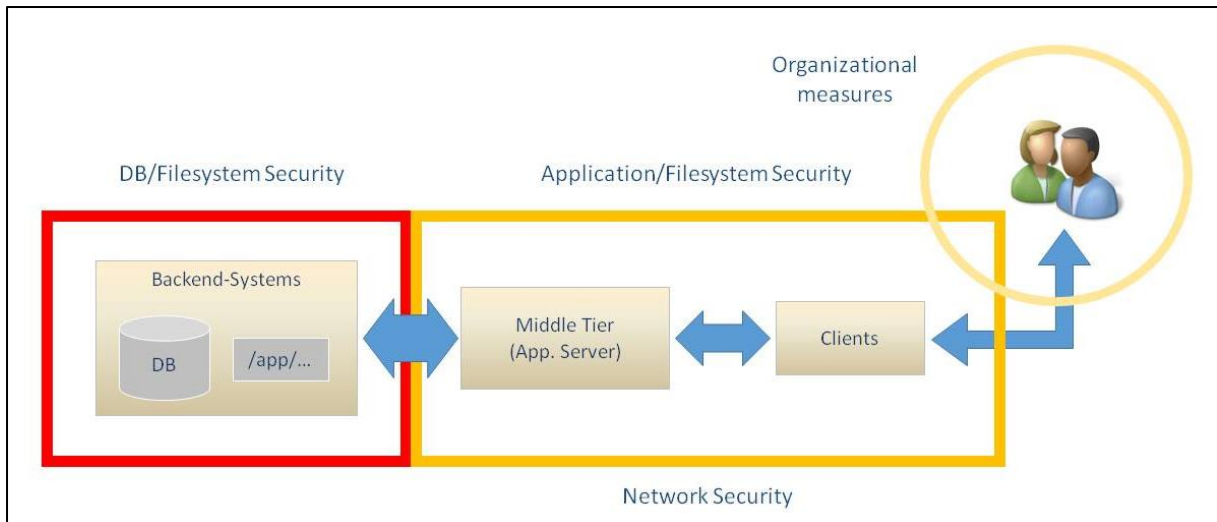 Organizational
measures
DB/Filesystem Security
Application/Filesystem Security
Backend-Systems
DB
/app/...
Middle Tier
(App. Server)
Clients
Network Security